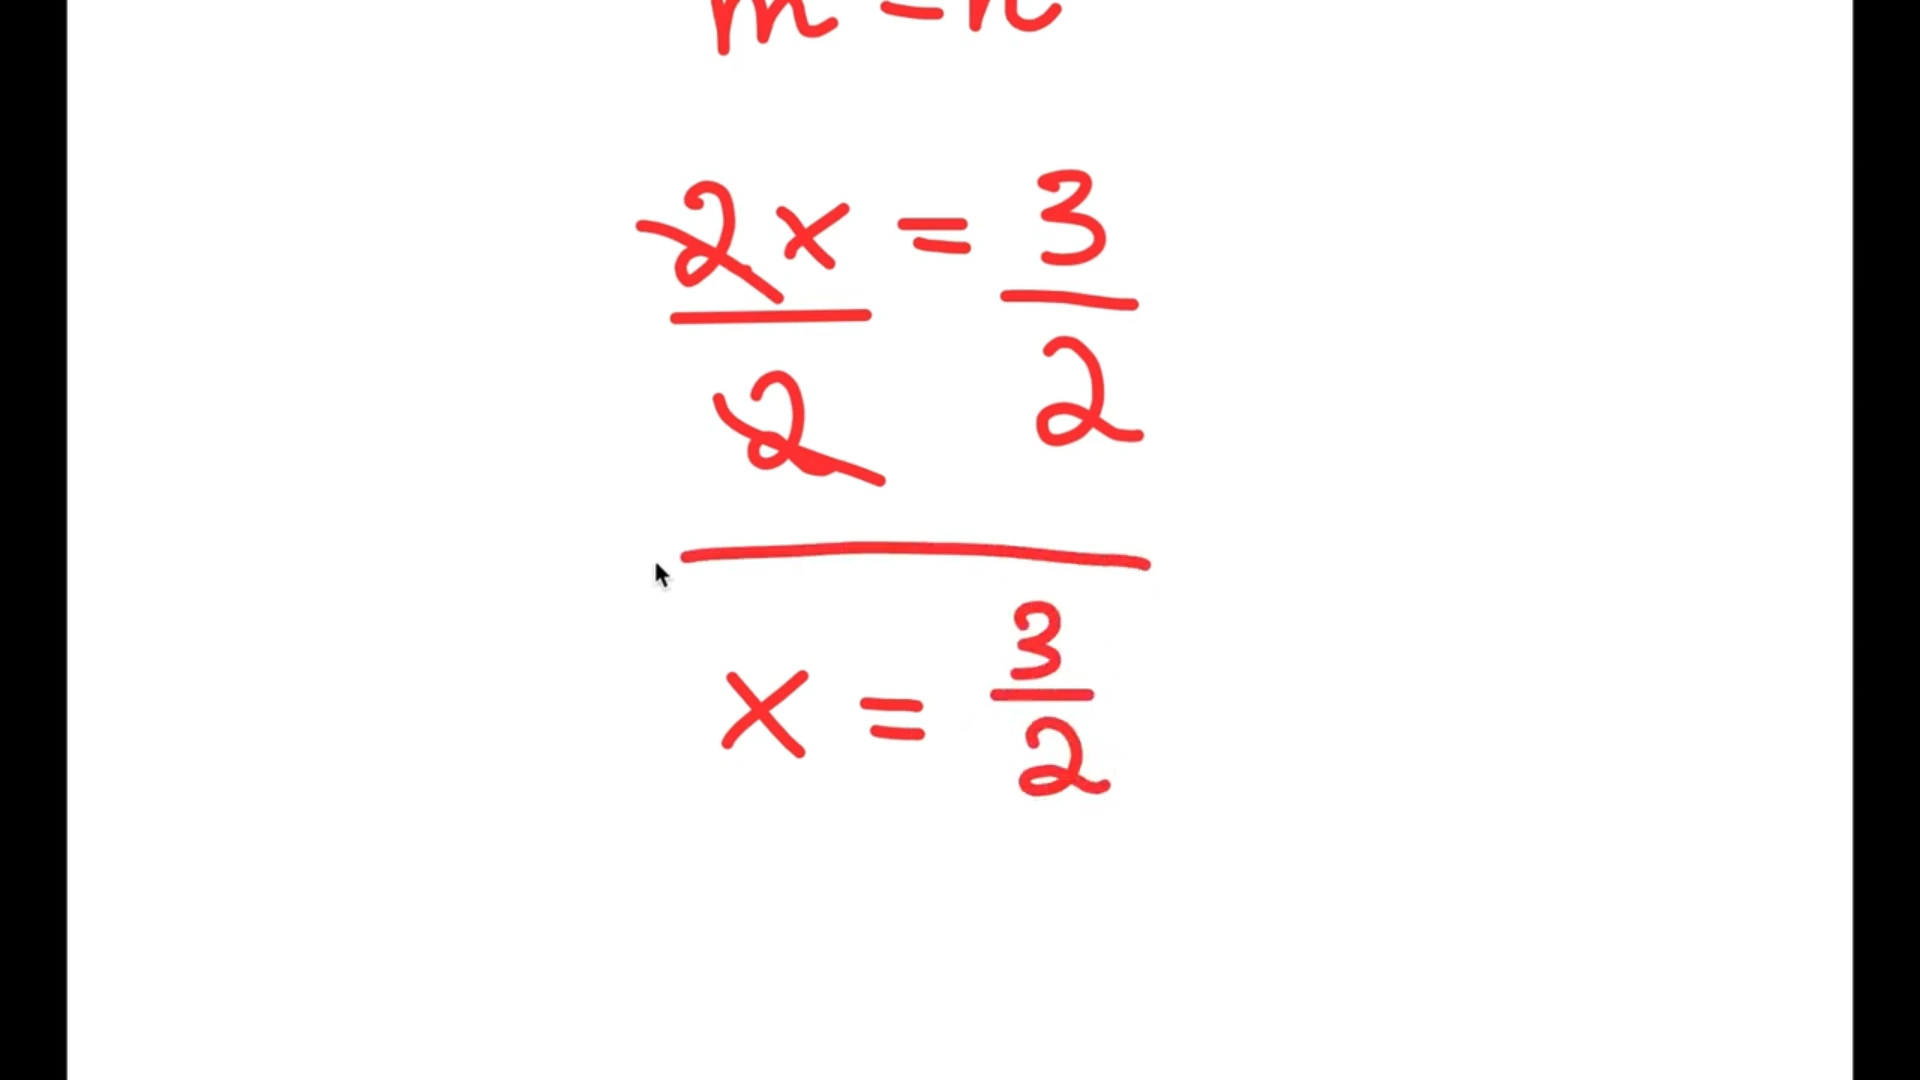 m = n
2x = 3
2 2
x = 3/2